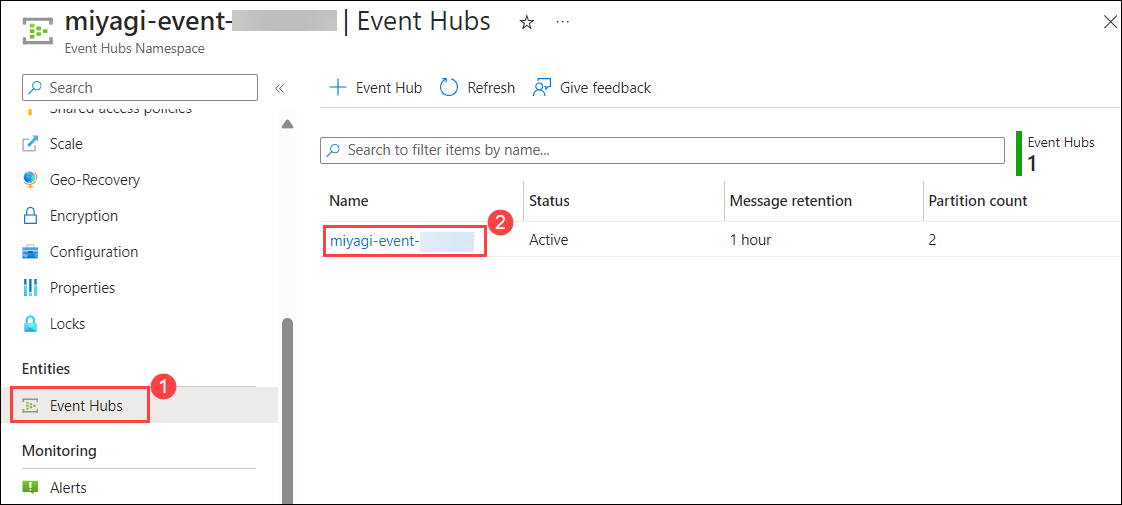 miyagi-event- | Event Hubs
Event Hubs Namespace
Search
«
Shared access policies
Scale
Geo-Recovery
Encryption
Configuration
Properties
Locks
Entities
1
Event Hubs
Monitoring
Alerts
+ Event Hub Refresh Give feedback
Search to filter items by name...
Event Hubs
1
Name Status Message retention Partition count
2
miyagi-event- Active 1 hour 2